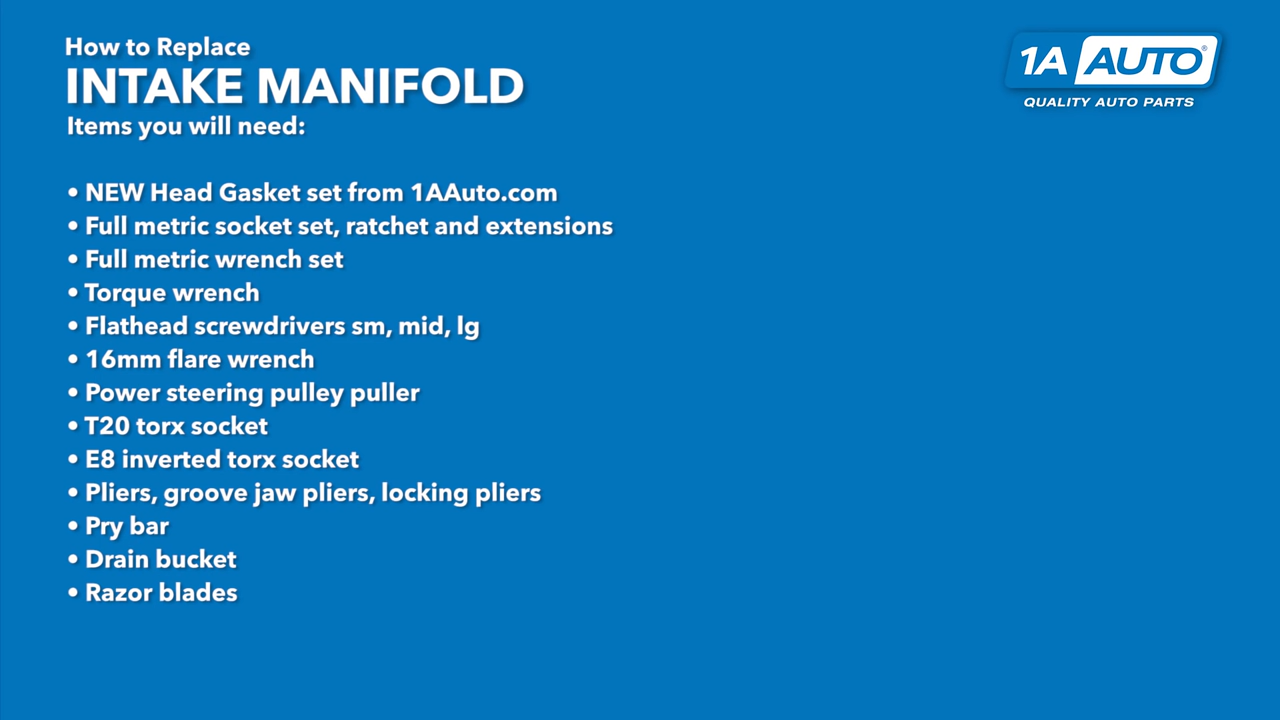 How to Replace
INTAKE MANIFOLD
Items you will need:
1A AUTO®
QUALITY AUTO PARTS
• NEW Head Gasket set from 1AAuto.com
• Full metric socket set, ratchet and extensions
• Full metric wrench set
• Torque wrench
• Flathead screwdrivers sm, mid, lg
• 16mm flare wrench
• Power steering pulley puller
• T20 torx socket
• E8 inverted torx socket
• Pliers, groove jaw pliers, locking pliers
• Pry bar
• Drain bucket
• Razor blades